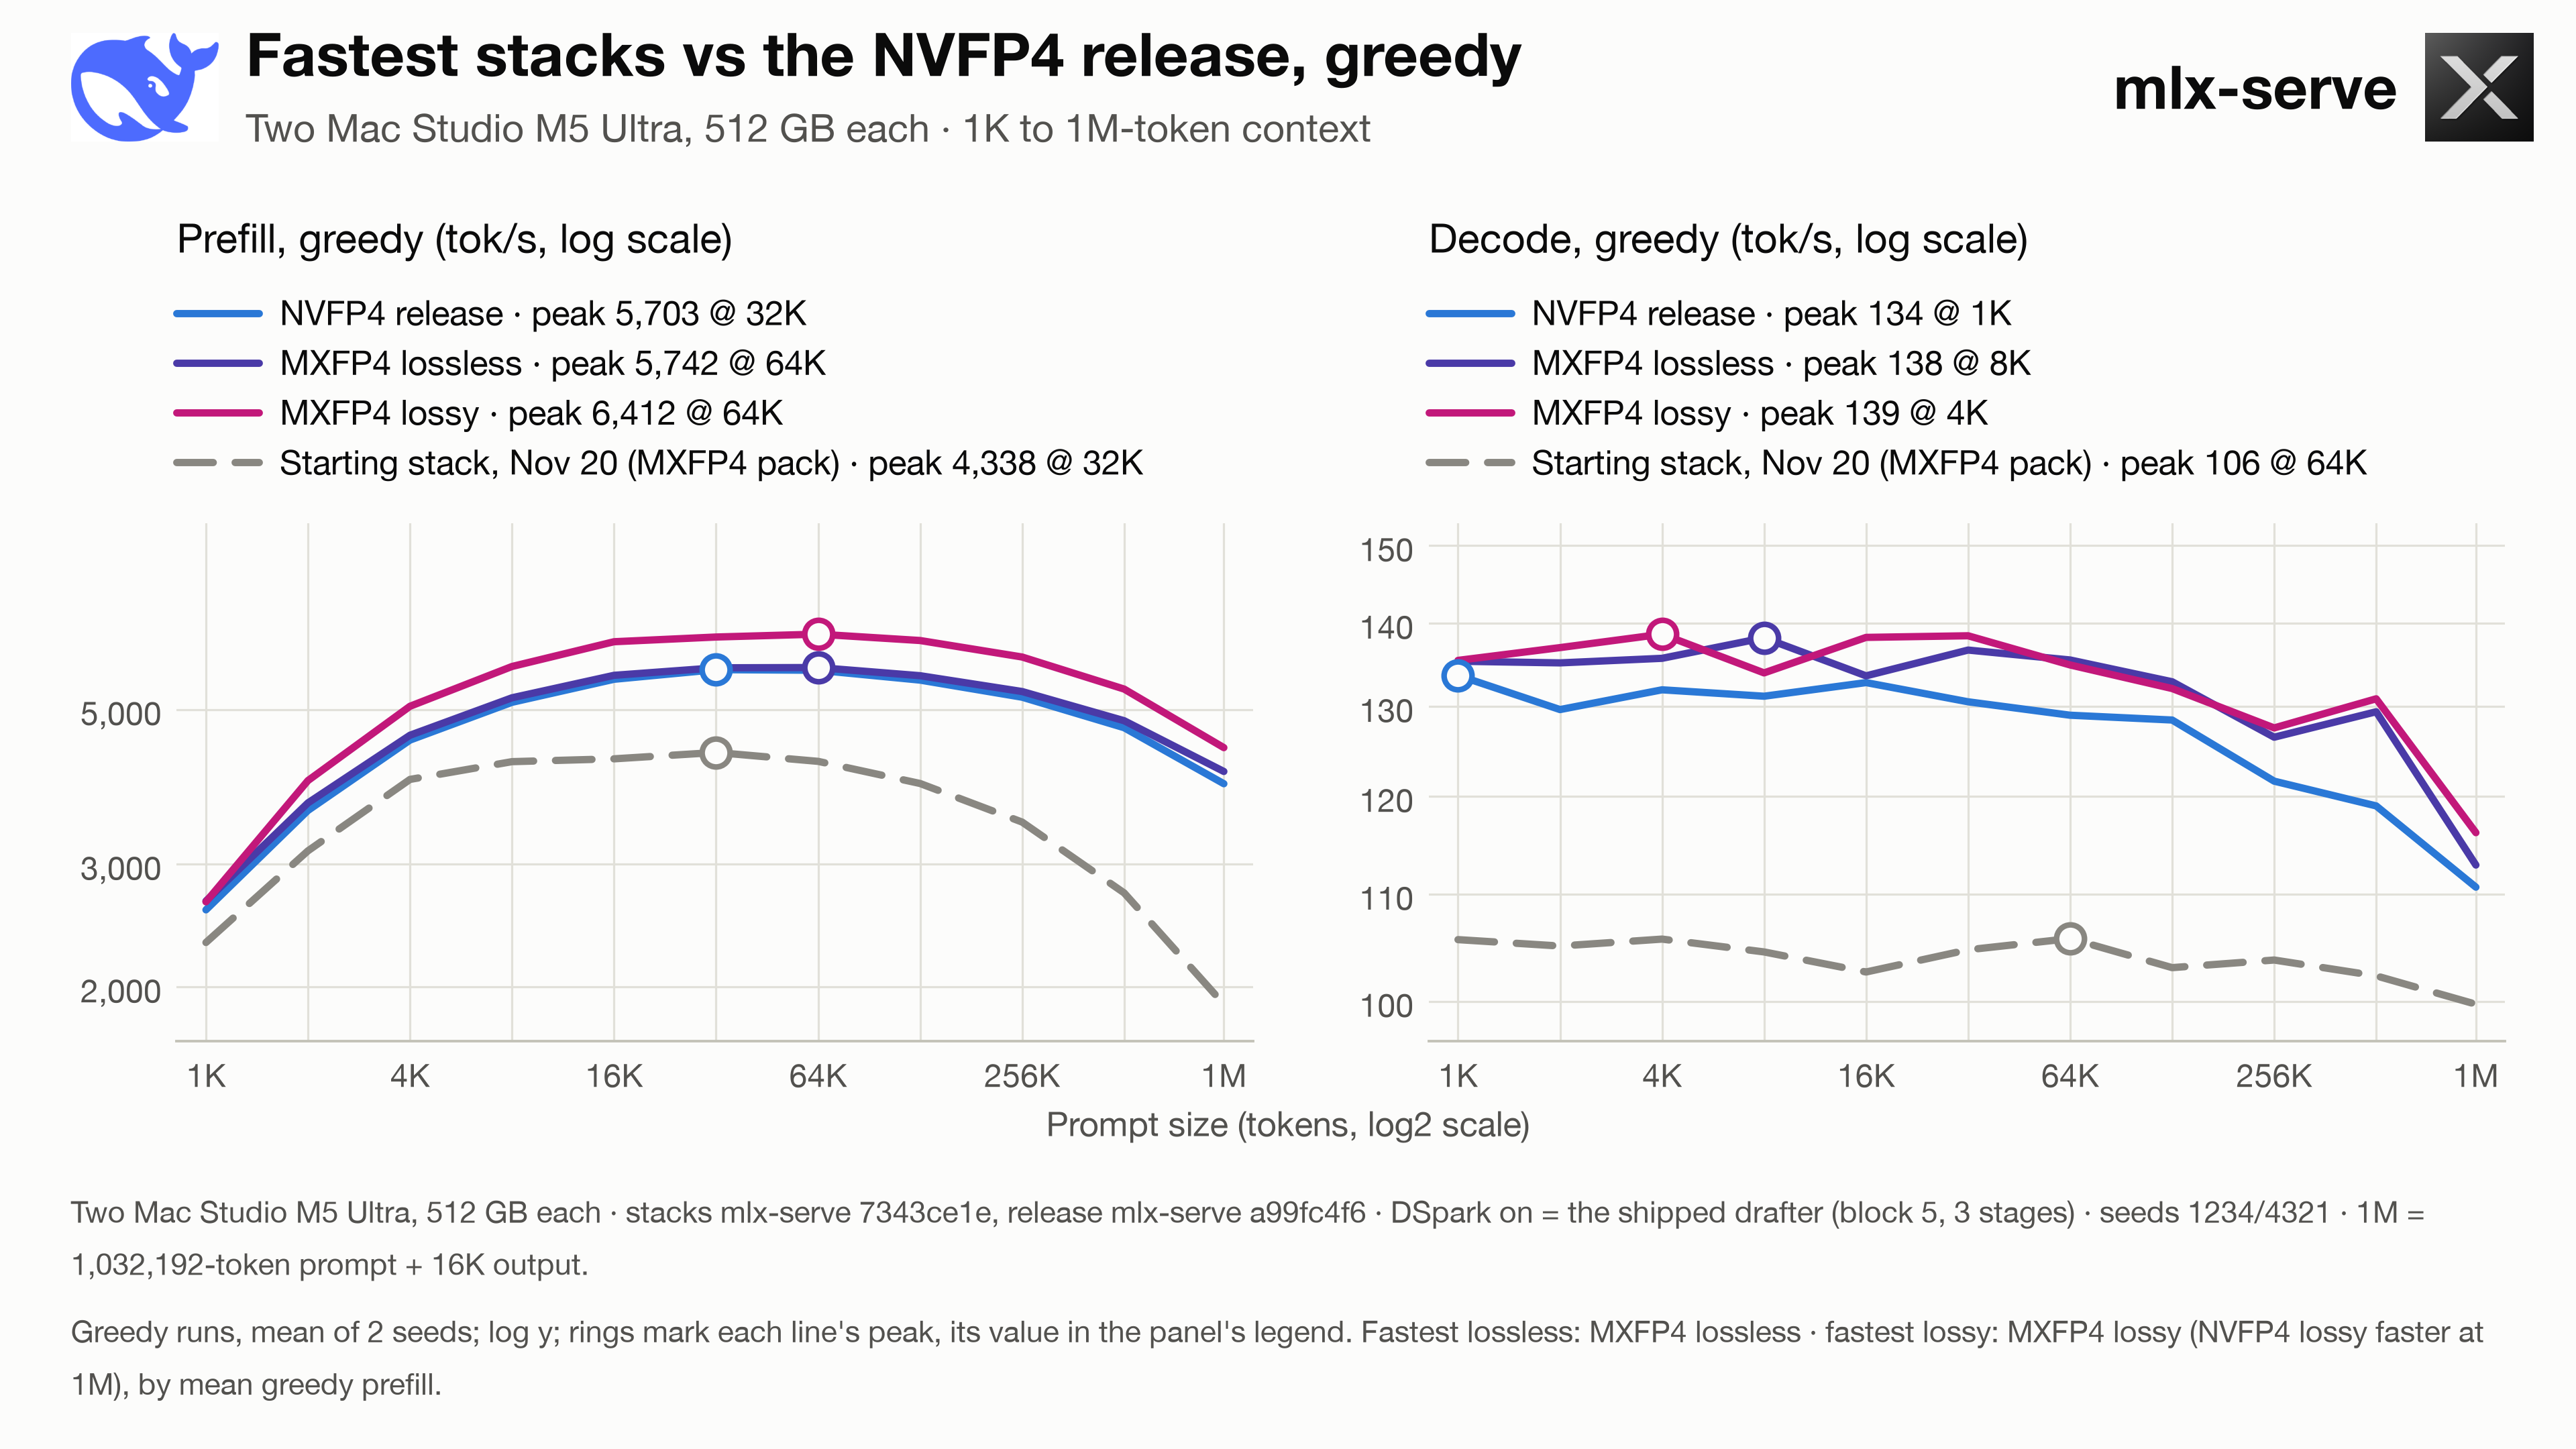 Fastest stacks vs the NVFP4 release, greedy
Two Mac Studio M5 Ultra, 512 GB each · 1K to 1M-token context
mlx-serve
Prefill, greedy (tok/s, log scale)
NVFP4 release · peak 5,703 @ 32K
MXFP4 lossless · peak 5,742 @ 64K
MXFP4 lossy · peak 6,412 @ 64K
Starting stack, Nov 20 (MXFP4 pack) · peak 4,338 @ 32K
5,000
3,000
2,000
1K 4K 16K 64K 256K 1M
Decode, greedy (tok/s, log scale)
NVFP4 release · peak 134 @ 1K
MXFP4 lossless · peak 138 @ 8K
MXFP4 lossy · peak 139 @ 4K
Starting stack, Nov 20 (MXFP4 pack) · peak 106 @ 64K
150
140
130
120
110
100
1K 4K 16K 64K 256K 1M
Prompt size (tokens, log2 scale)
Two Mac Studio M5 Ultra, 512 GB each · stacks mlx-serve 7343ce1e, release mlx-serve a99fc4f6 · DSpark on = the shipped drafter (block 5, 3 stages) · seeds 1234/4321 · 1M =
1,032,192-token prompt + 16K output.
Greedy runs, mean of 2 seeds; log y; rings mark each line's peak, its value in the panel's legend. Fastest lossless: MXFP4 lossless · fastest lossy: MXFP4 lossy (NVFP4 lossy faster at
1M), by mean greedy prefill.